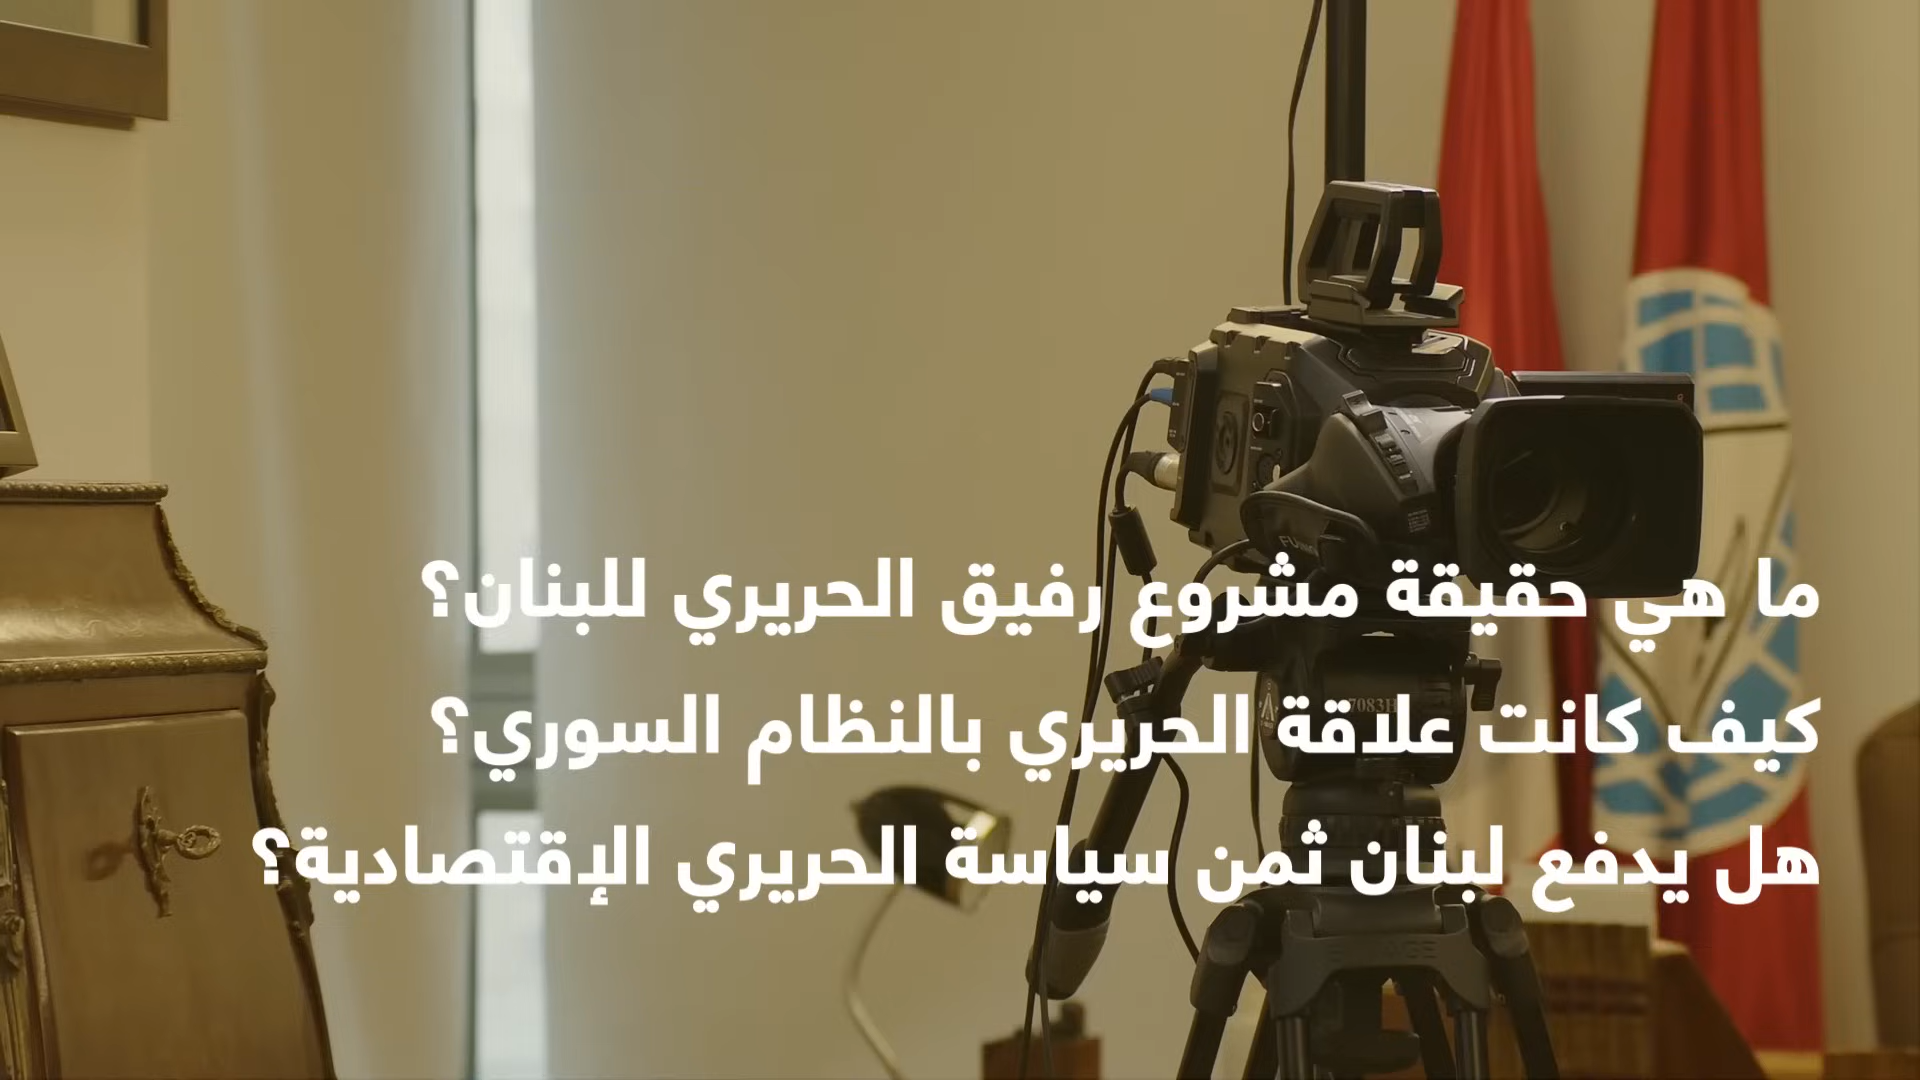 ما هي حقيقة مشروع رفيق الحريري للبنان؟
كيف كانت علاقة الحريري بالنظام السوري؟
هل يدفع لبنان ثمن سياسة الحريري الإقتصادية؟
7083H